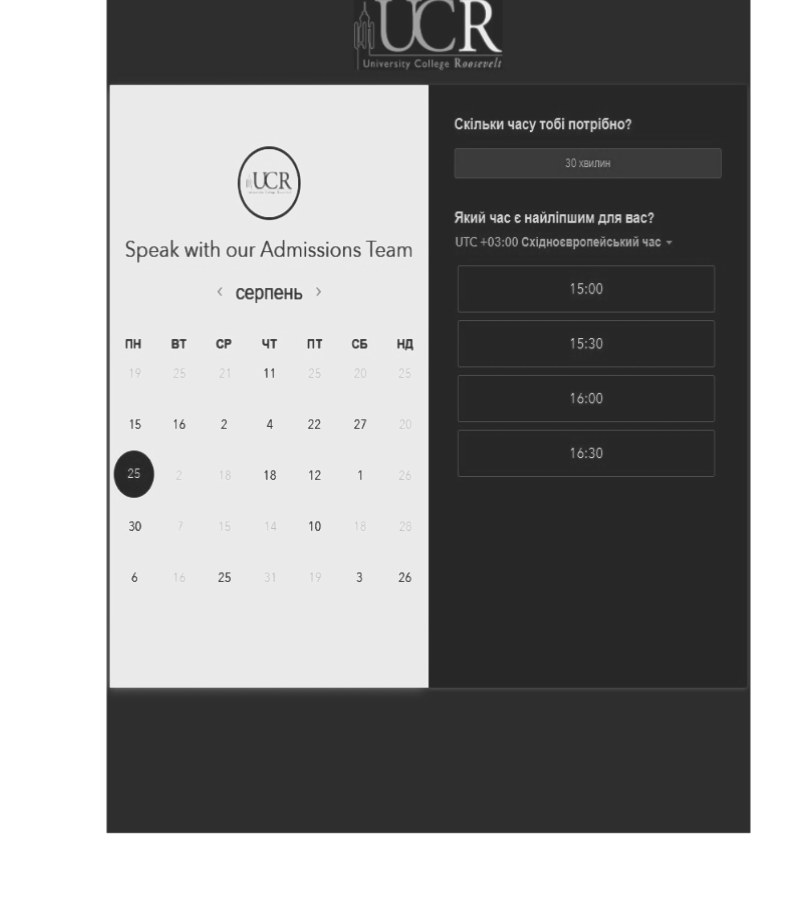 UCR
University College Roosevelt
UCR
Speak with our Admissions Team
‹ серпень ›
ПН ВТ СР ЧТ ПТ СБ НД
19 25 21 11 25 20 25
15 16 2 4 22 27 20
25 2 18 18 12 1 26
30 7 15 14 10 18 28
6 16 25 31 19 3 26
Скільки часу тобі потрібно?
30 хвилин
Який час є найліпшим для вас?
UTC +03:00 Східноєвропейський час
15:00
15:30
16:00
16:30